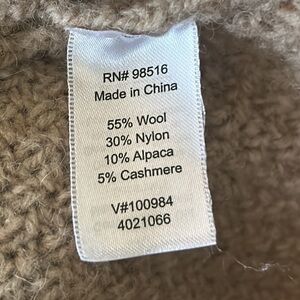 RN# 98516
Made in China
55% Wool
30% Nylon
10% Alpaca
5% Cashmere
V#100984
4021066